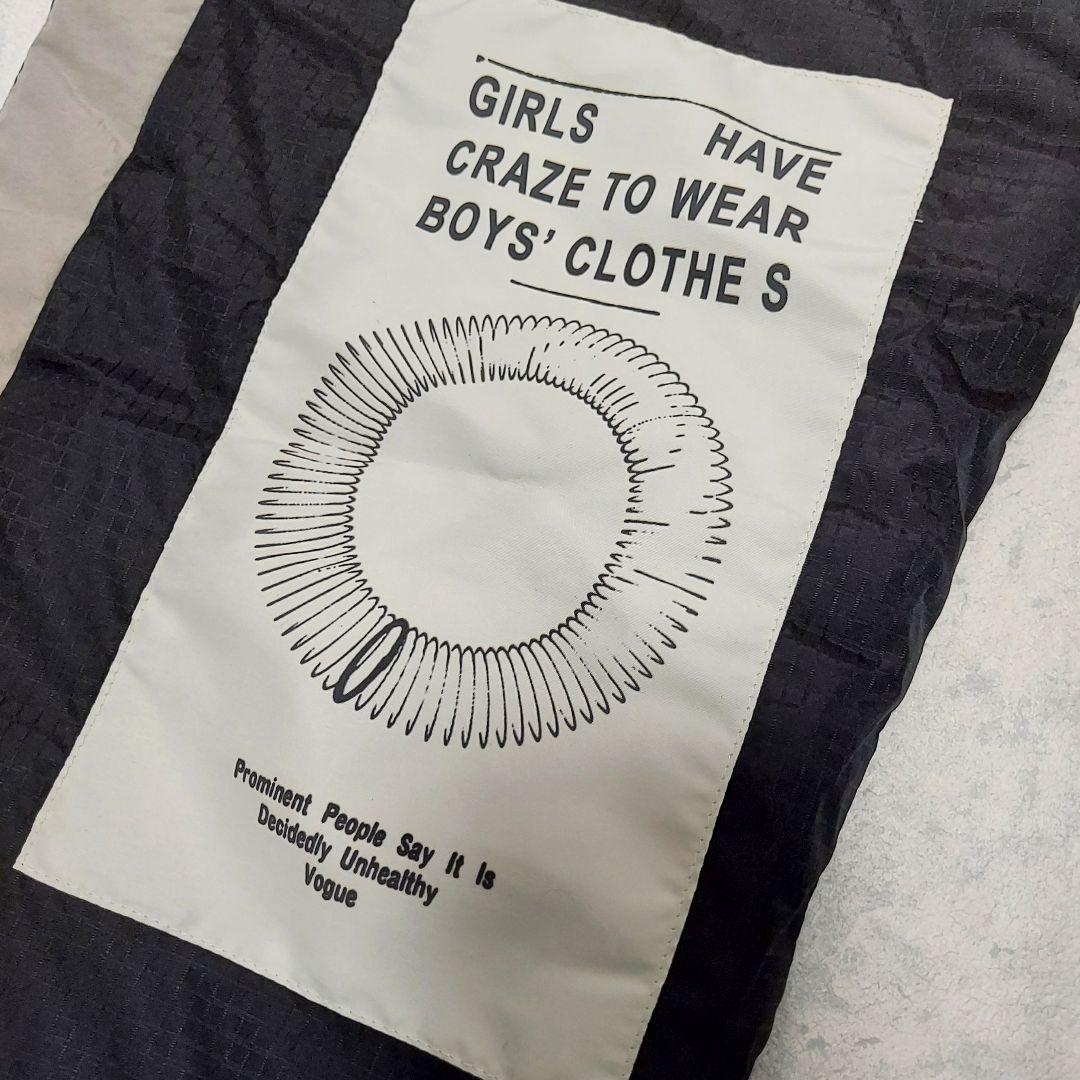 GIRLS HAVE
CRAZE TO WEAR
BOYS' CLOTHE S
Prominent People Say It Is
Decidedly Unhealthy
Vogue